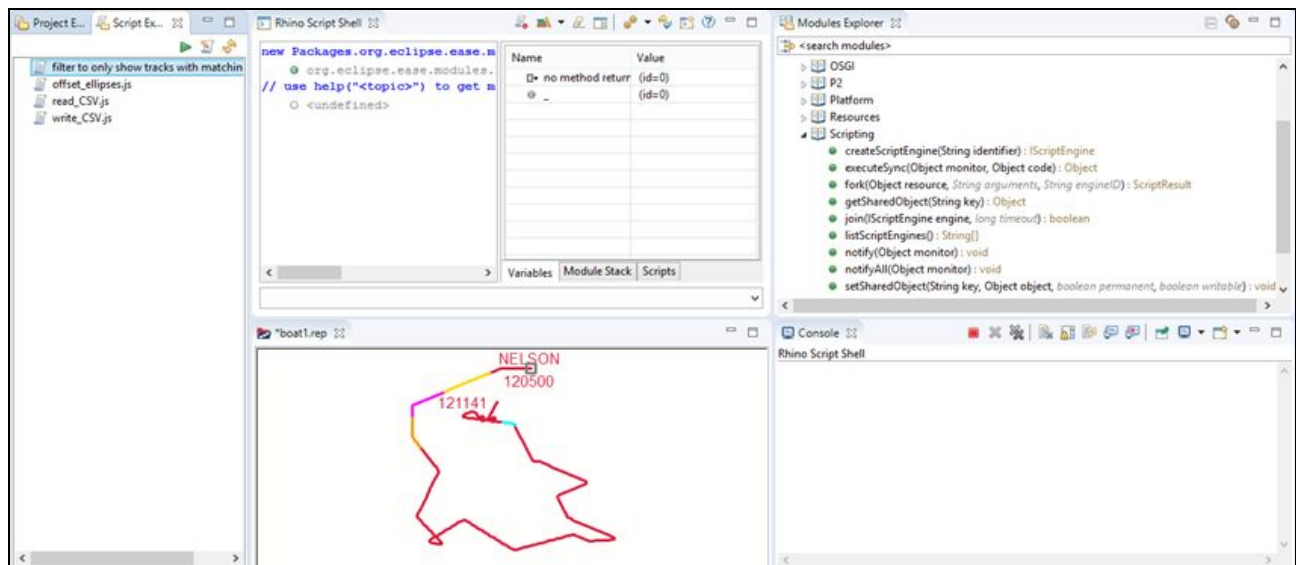 Project E...
Script Ex...
filter to only show tracks with matchin
offset_ellipses.js
read_CSV.js
write_CSV.js
Rhino Script Shell
new Packages.org.eclipse.ease.m
org.eclipse.ease.modules.
// use help("<topic>") to get m
<undefined>
Name Value
no method returr (id=0)
_ (id=0)
Variables Module Stack Scripts
Modules Explorer
<search modules>
OSGI
P2
Platform
Resources
Scripting
createScriptEngine(String identifier) : IScriptEngine
executeSync(Object monitor, Object code) : Object
fork(Object resource, String arguments, String engineID) : ScriptResult
getSharedObject(String key) : Object
join(IScriptEngine engine, long timeout) : boolean
listScriptEngines() : String[]
notify(Object monitor) : void
notifyAll(Object monitor) : void
setSharedObject(String key, Object object, boolean permanent, boolean writable) : void
*boat1.rep
NELSON
120500
121141
Console
Rhino Script Shell